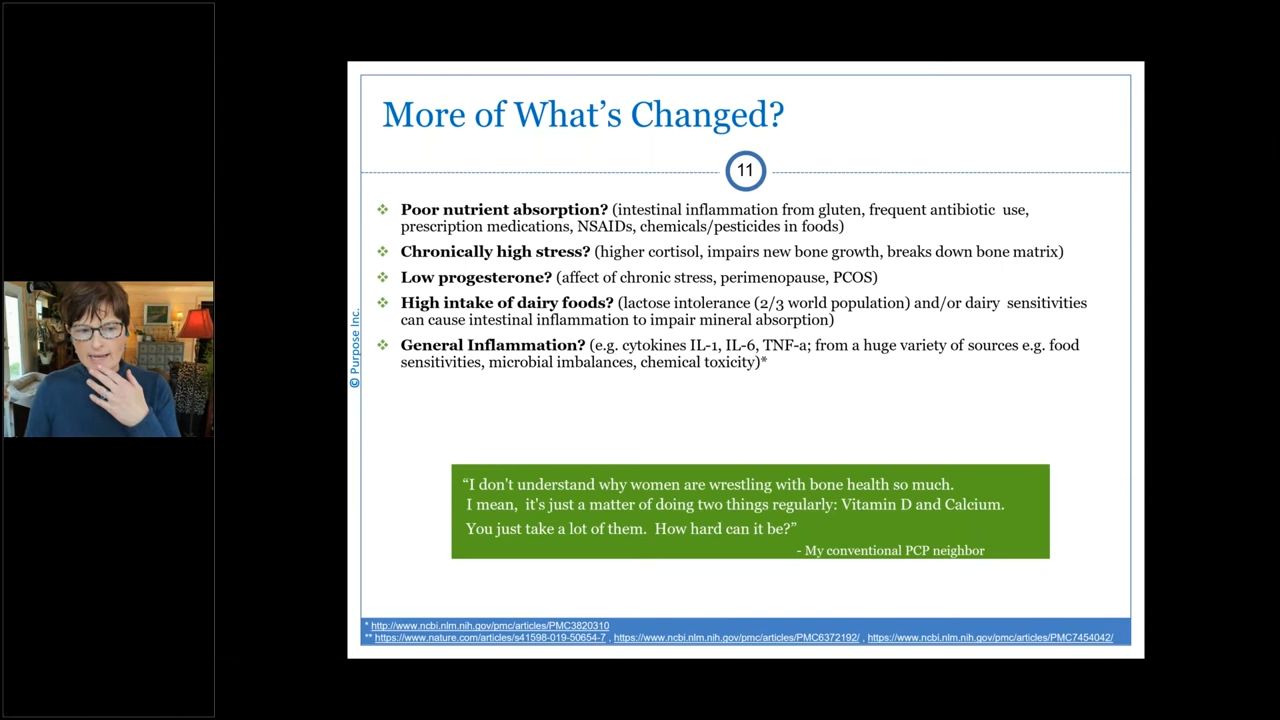 More of What's Changed?
11
❖ Poor nutrient absorption? (intestinal inflammation from gluten, frequent antibiotic use,
prescription medications, NSAIDs, chemicals/pesticides in foods)
❖ Chronically high stress? (higher cortisol, impairs new bone growth, breaks down bone matrix)
❖ Low progesterone? (affect of chronic stress, perimenopause, PCOS)
❖ High intake of dairy foods? (lactose intolerance (2/3 world population) and/or dairy sensitivities
can cause intestinal inflammation to impair mineral absorption)
❖ General Inflammation? (e.g. cytokines IL-1, IL-6, TNF-a; from a huge variety of sources e.g. food
sensitivities, microbial imbalances, chemical toxicity)*
© Purpose Inc.
“I don't understand why women are wrestling with bone health so much.
I mean, it's just a matter of doing two things regularly: Vitamin D and Calcium.
You just take a lot of them. How hard can it be?”
- My conventional PCP neighbor
* http://www.ncbi.nlm.nih.gov/pmc/articles/PMC3820310
** https://www.nature.com/articles/s41598-019-50654-7 , https://www.ncbi.nlm.nih.gov/pmc/articles/PMC6372192/ , https://www.ncbi.nlm.nih.gov/pmc/articles/PMC7454042/